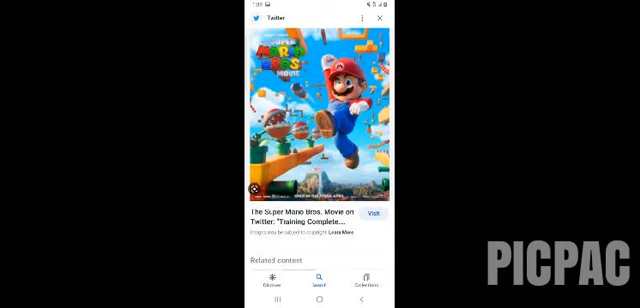 Twitter
SUPER
MARIO
BROS.
MOVIE
The Super Mario Bros. Movie on
Twitter: "Training Complete....
Visit
Images may be subject to copyright. Learn More
Related content
Discover
Search
Collections
PICPAC